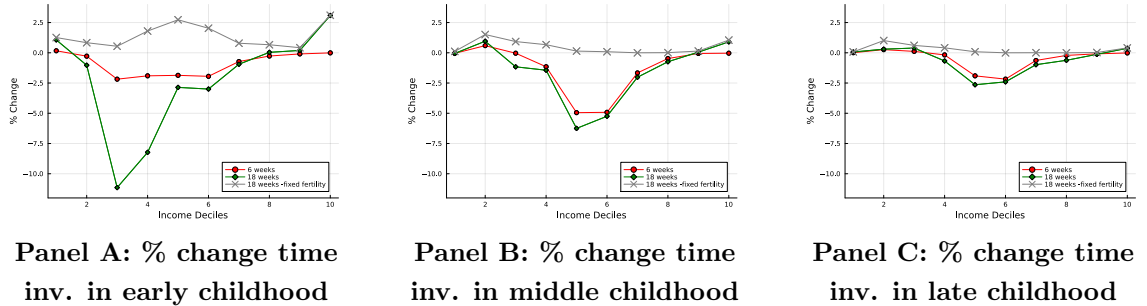 2.5
0.0
−2.5
−5.0
−7.5
−10.0
% Change
6 weeks
18 weeks
18 weeks -fixed fertility
2 4 6 8 10
Income Deciles
Panel A: % change time
inv. in early childhood
2.5
0.0
−2.5
−5.0
−7.5
−10.0
% Change
6 weeks
18 weeks
18 weeks -fixed fertility
2 4 6 8 10
Income Deciles
Panel B: % change time
inv. in middle childhood
2.5
0.0
−2.5
−5.0
−7.5
−10.0
% Change
6 weeks
18 weeks
18 weeks -fixed fertility
2 4 6 8 10
Income Deciles
Panel C: % change time
inv. in late childhood